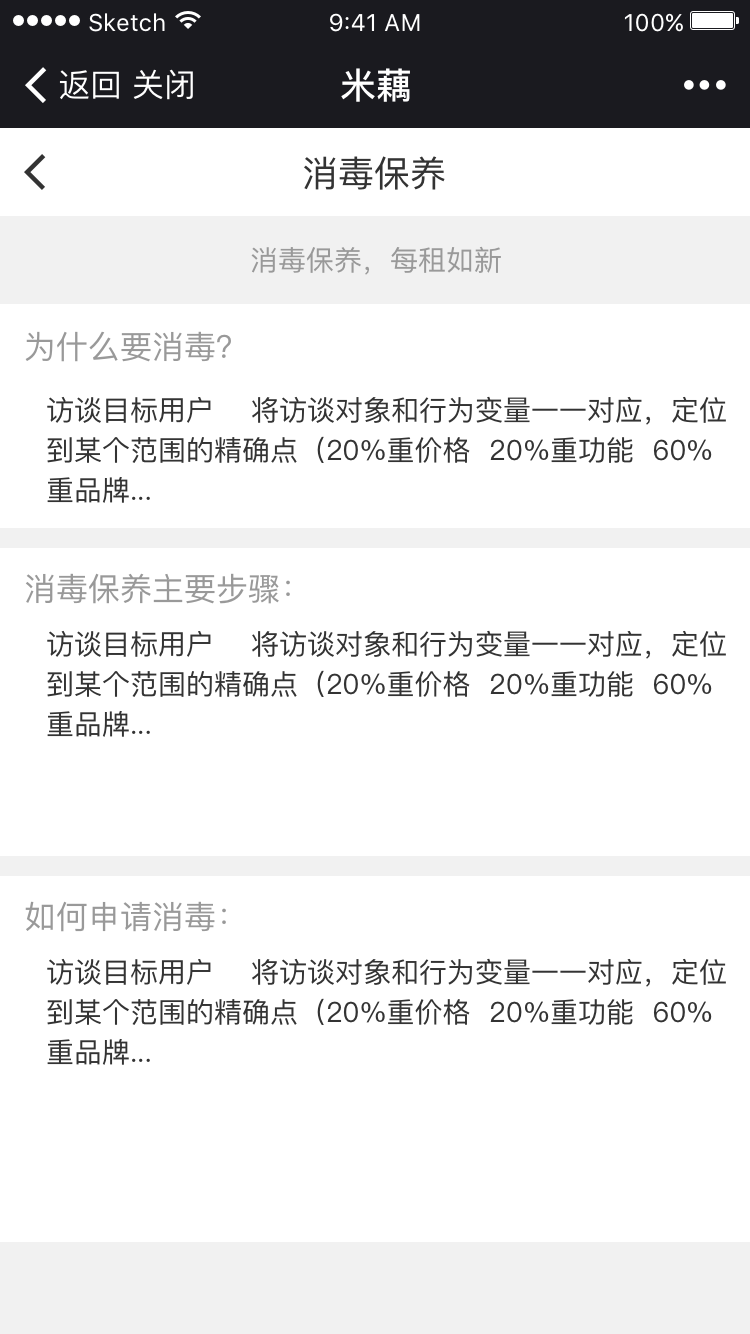 Sketch 9:41 AM 100%
返回 关闭 米藕 •••
消毒保养
消毒保养，每租如新
为什么要消毒？
访谈目标用户 将访谈对象和行为变量一一对应，定位
到某个范围的精确点（20%重价格 20%重功能 60%
重品牌...
消毒保养主要步骤：
访谈目标用户 将访谈对象和行为变量一一对应，定位
到某个范围的精确点（20%重价格 20%重功能 60%
重品牌...
如何申请消毒：
访谈目标用户 将访谈对象和行为变量一一对应，定位
到某个范围的精确点（20%重价格 20%重功能 60%
重品牌...